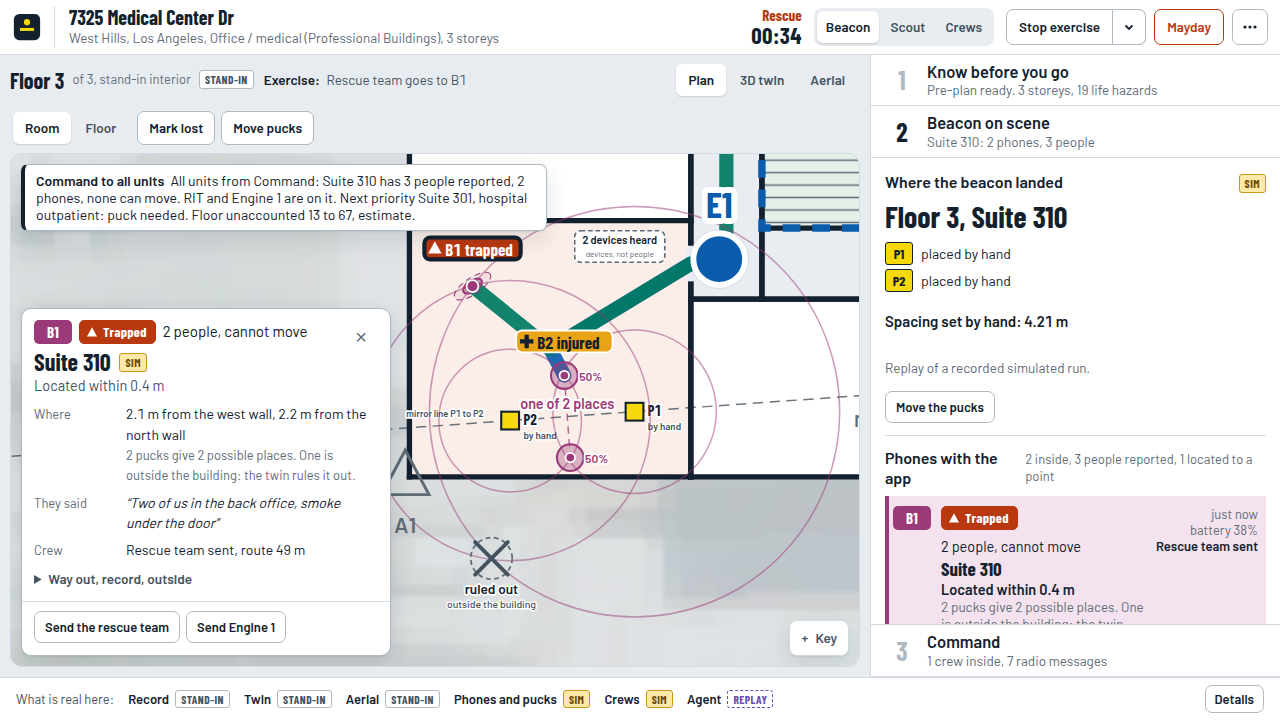 7325 Medical Center Dr
West Hills, Los Angeles, Office / medical (Professional Buildings), 3 storeys
Rescue
00:34
Beacon Scout Crews
Stop exercise
Mayday
Floor 3 of 3, stand-in interior STAND-IN Exercise: Rescue team goes to B1
Plan 3D twin Aerial
Room Floor Mark lost Move pucks
Command to all units All units from Command: Suite 310 has 3 people reported, 2
phones, none can move. RIT and Engine 1 are on it. Next priority Suite 301, hospital
outpatient: puck needed. Floor unaccounted 13 to 67, estimate.
E1
B1 trapped
2 devices heard
devices, not people
B2 injured
50%
one of 2 places
mirror line P1 to P2
P2
by hand
P1
by hand
50%
A1
ruled out
outside the building
+ Key
B1 Trapped 2 people, cannot move
Suite 310 SIM
Located within 0.4 m
Where 2.1 m from the west wall, 2.2 m from the
north wall
2 pucks give 2 possible places. One is
outside the building: the twin rules it out.
They said “Two of us in the back office, smoke
under the door”
Crew Rescue team sent, route 49 m
Way out, record, outside
Send the rescue team Send Engine 1
1 Know before you go
Pre-plan ready. 3 storeys, 19 life hazards
2 Beacon on scene
Suite 310: 2 phones, 3 people
Where the beacon landed SIM
Floor 3, Suite 310
P1 placed by hand
P2 placed by hand
Spacing set by hand: 4.21 m
Replay of a recorded simulated run.
Move the pucks
Phones with the
app
2 inside, 3 people reported, 1 located to a
point
B1 Trapped just now
battery 38%
2 people, cannot move Rescue team sent
Suite 310
Located within 0.4 m
2 pucks give 2 possible places. One
is outside the building: the twin
3 Command
1 crew inside, 7 radio messages
What is real here: Record STAND-IN Twin STAND-IN Aerial STAND-IN Phones and pucks SIM Crews SIM Agent REPLAY
Details